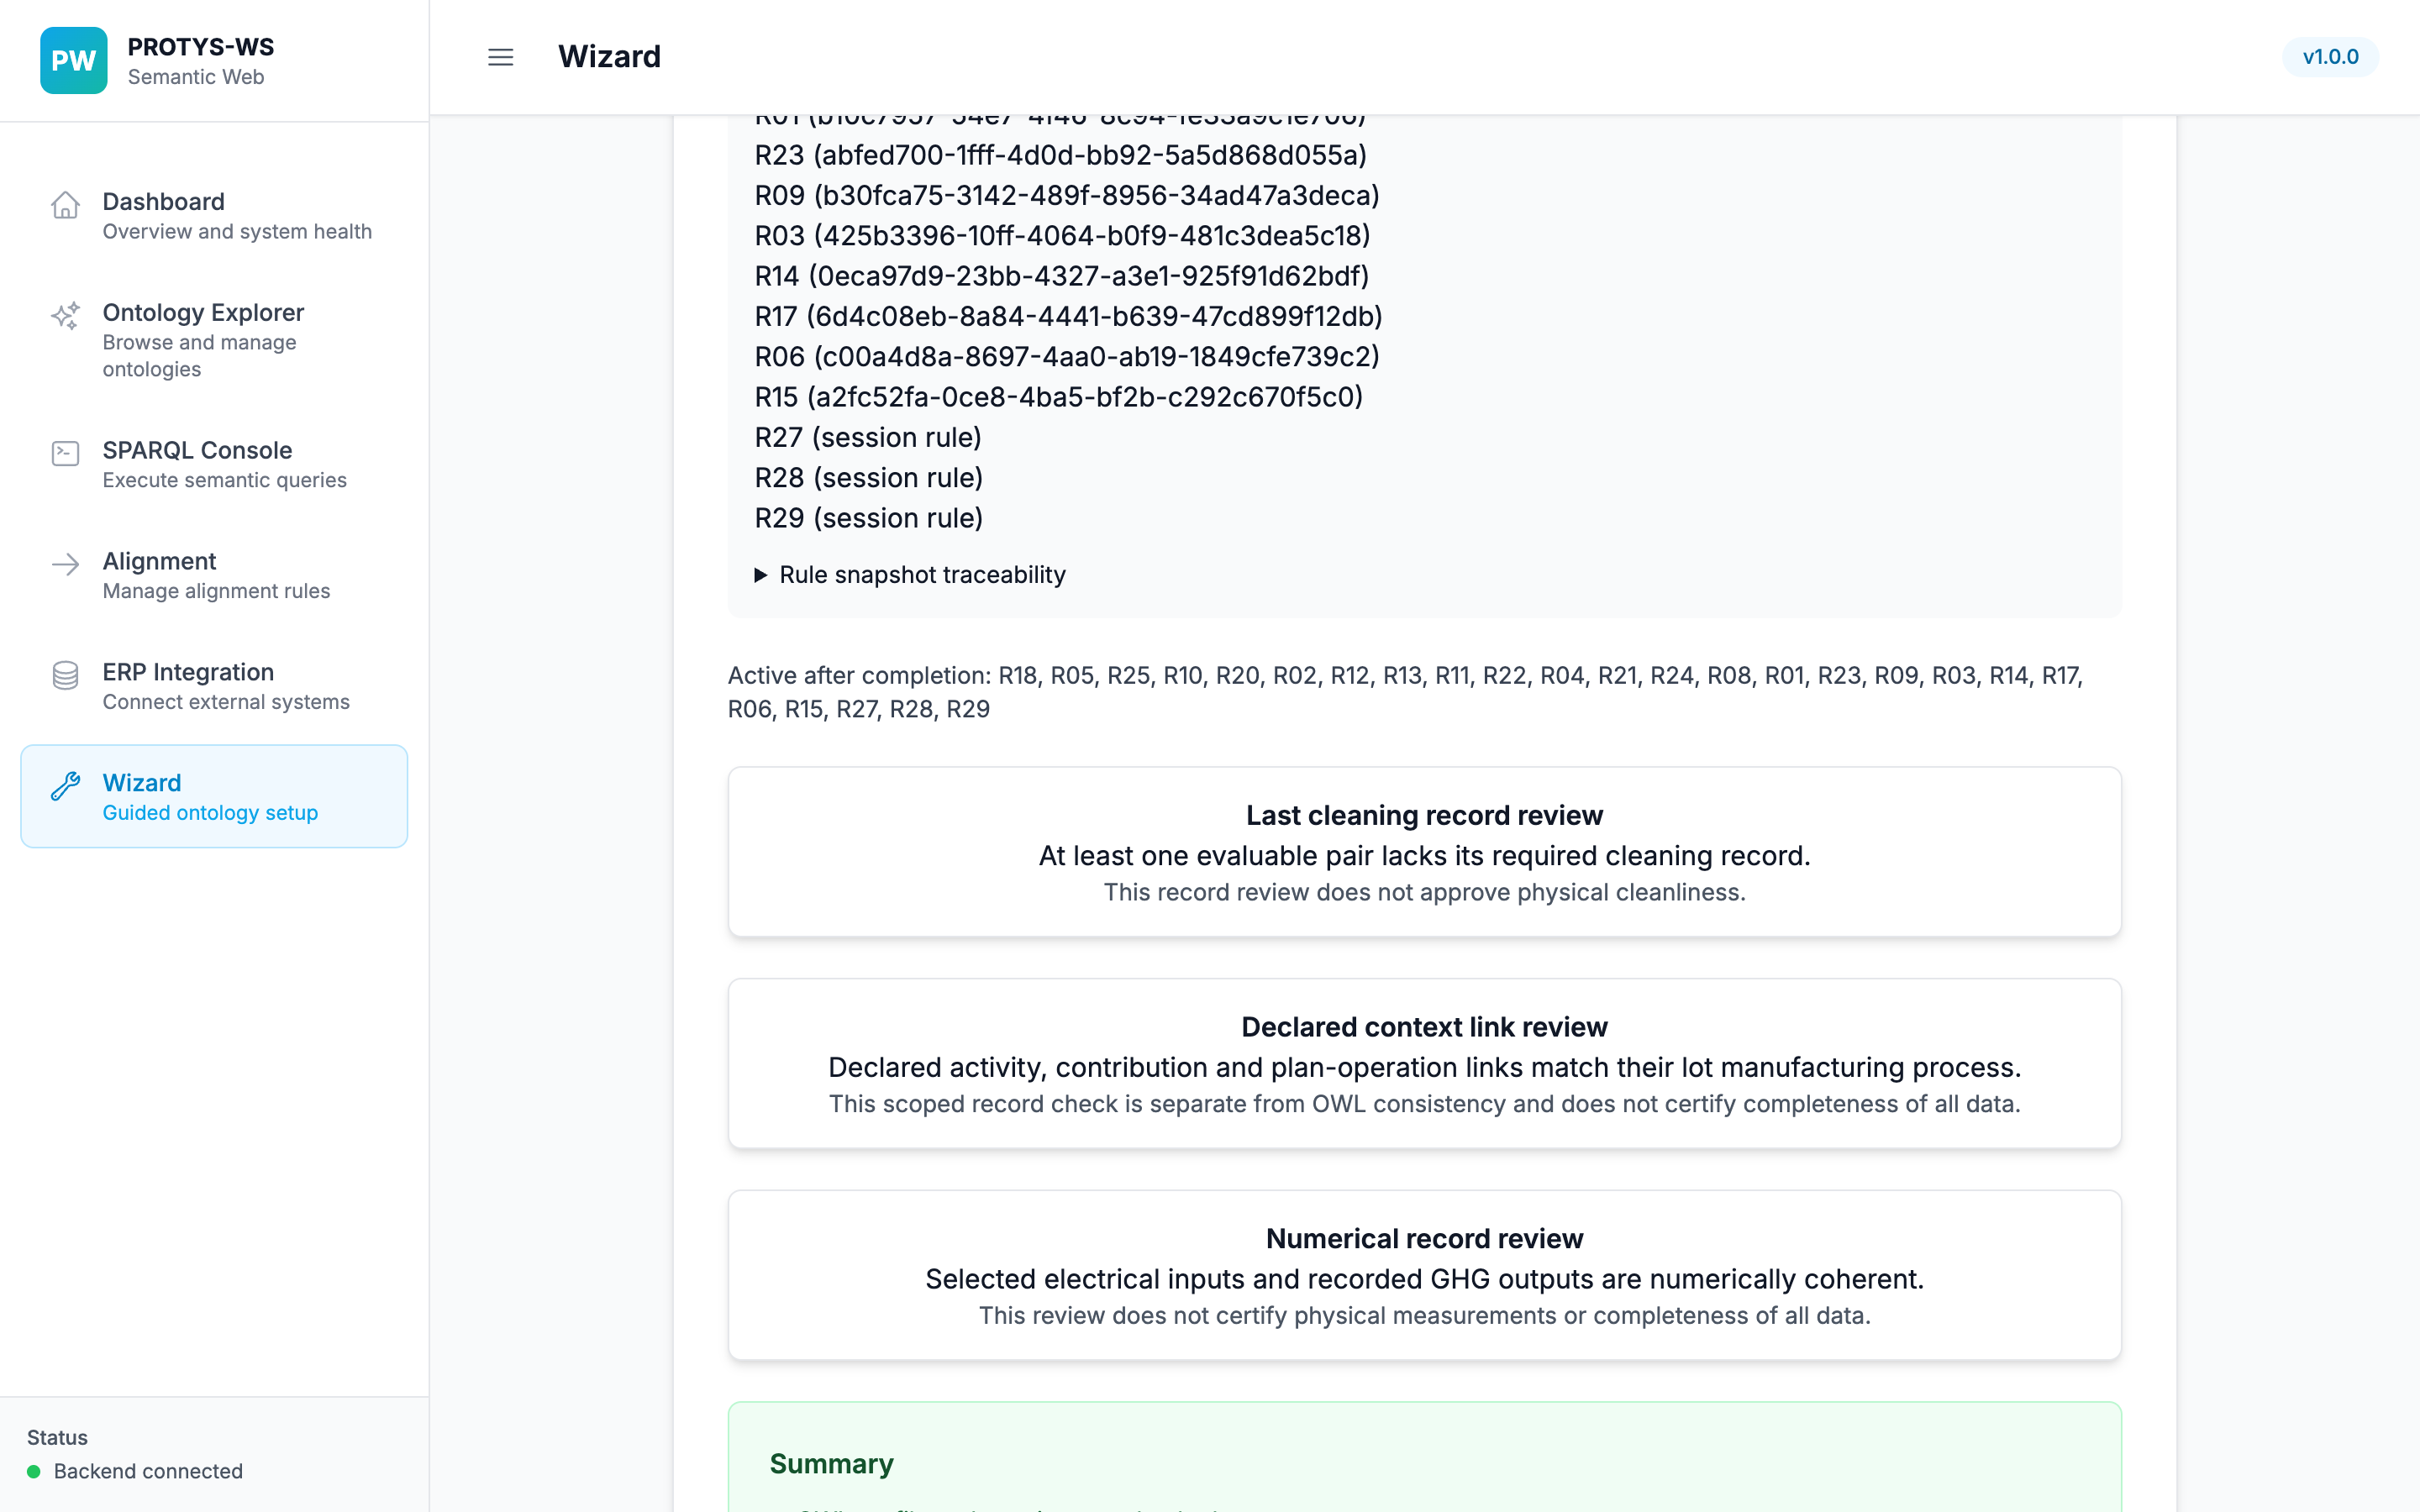 PW
PROTYS-WS
Semantic Web
Dashboard
Overview and system health
Ontology Explorer
Browse and manage
ontologies
SPARQL Console
Execute semantic queries
Alignment
Manage alignment rules
ERP Integration
Connect external systems
Wizard
Guided ontology setup
Status
Backend connected
Wizard
v1.0.0
R23 (abfed700-1fff-4d0d-bb92-5a5d868d055a)
R09 (b30fca75-3142-489f-8956-34ad47a3deca)
R03 (425b3396-10ff-4064-b0f9-481c3dea5c18)
R14 (0eca97d9-23bb-4327-a3e1-925f91d62bdf)
R17 (6d4c08eb-8a84-4441-b639-47cd899f12db)
R06 (c00a4d8a-8697-4aa0-ab19-1849cfe739c2)
R15 (a2fc52fa-0ce8-4ba5-bf2b-c292c670f5c0)
R27 (session rule)
R28 (session rule)
R29 (session rule)
Rule snapshot traceability
Active after completion: R18, R05, R25, R10, R20, R02, R12, R13, R11, R22, R04, R21, R24, R08, R01, R23, R09, R03, R14, R17,
R06, R15, R27, R28, R29
Last cleaning record review
At least one evaluable pair lacks its required cleaning record.
This record review does not approve physical cleanliness.
Declared context link review
Declared activity, contribution and plan-operation links match their lot manufacturing process.
This scoped record check is separate from OWL consistency and does not certify completeness of all data.
Numerical record review
Selected electrical inputs and recorded GHG outputs are numerically coherent.
This review does not certify physical measurements or completeness of all data.
Summary